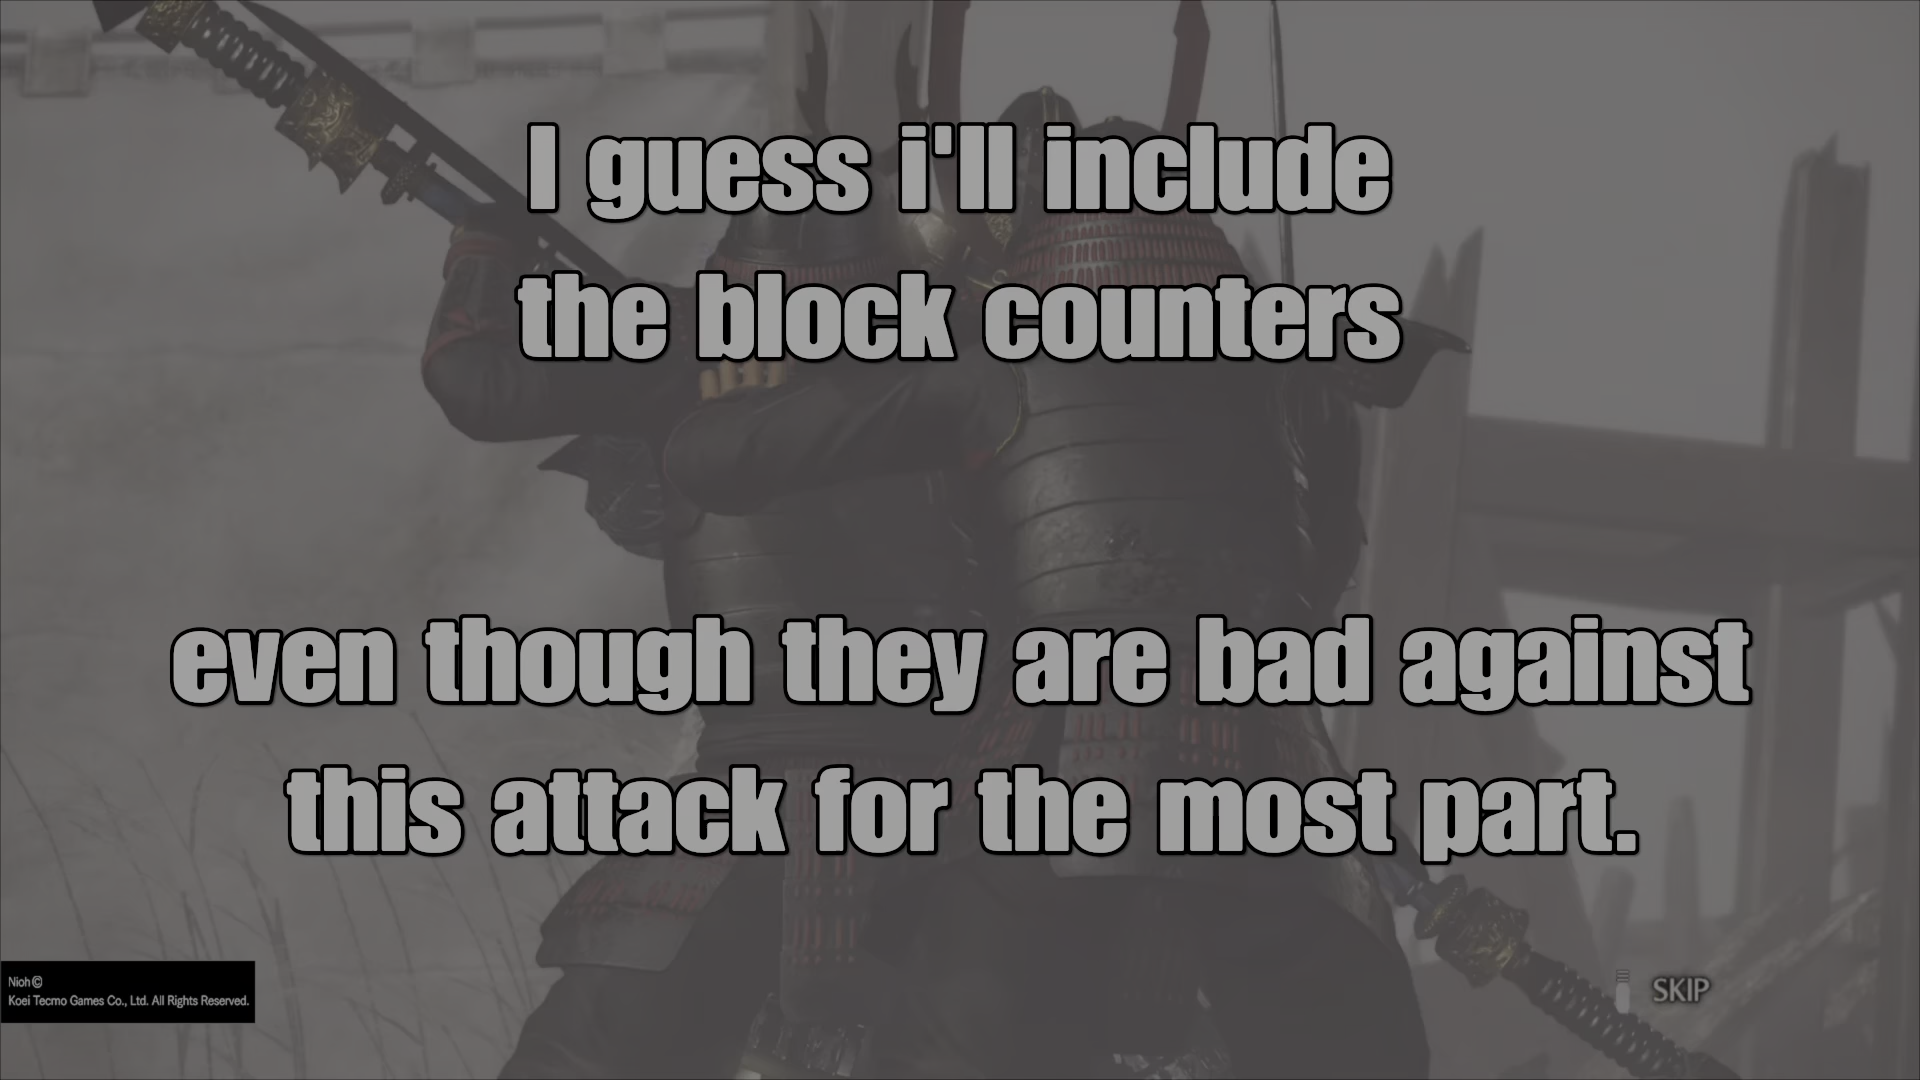 I guess i'll include
the block counters
even though they are bad against
this attack for the most part.
Nioh©
Koei Tecmo Games Co., Ltd. All Rights Reserved.
SKIP